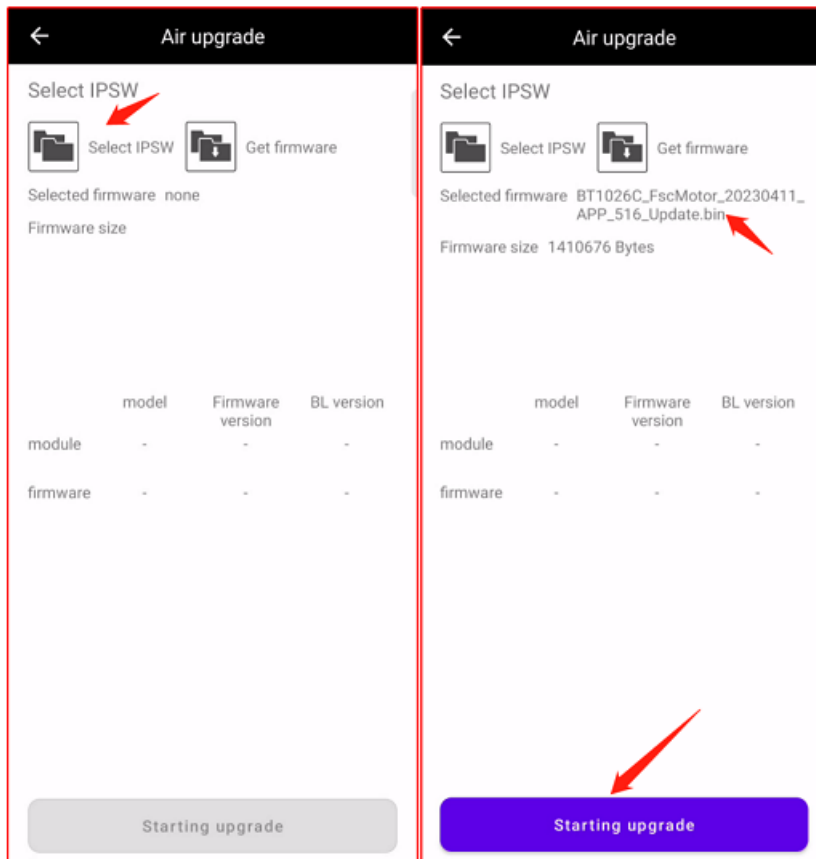 Air upgrade
Select IPSW
Select IPSW Get firmware
Selected firmware none
Firmware size
model Firmware version BL version
module - - -
firmware - - -
Starting upgrade
Air upgrade
Select IPSW
Select IPSW Get firmware
Selected firmware BT1026C_FscMotor_20230411_
APP_516_Update.bin
Firmware size 1410676 Bytes
model Firmware version BL version
module - - -
firmware - - -
Starting upgrade